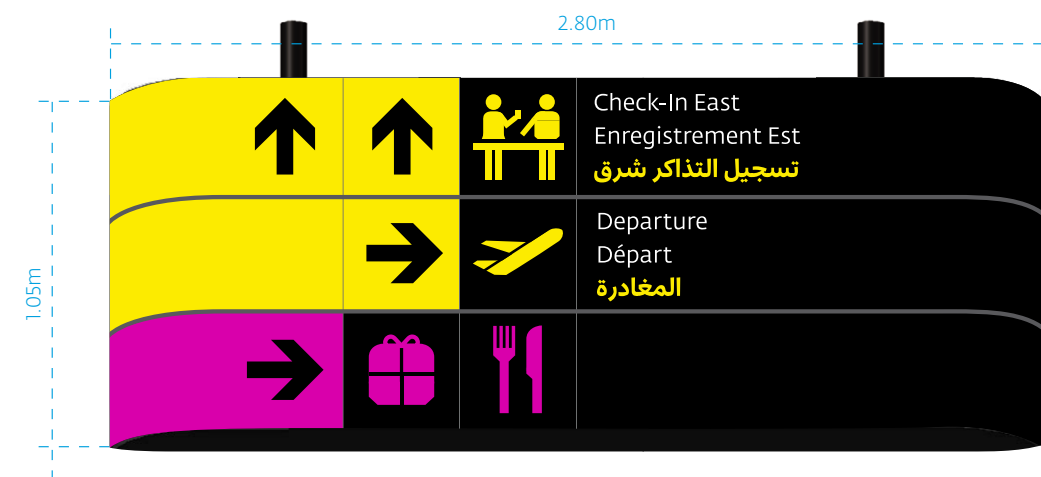 2.80m
1.05m
Check-In East
Enregistrement Est
تسجيل التذاكر شرق
Departure
Départ
المغادرة